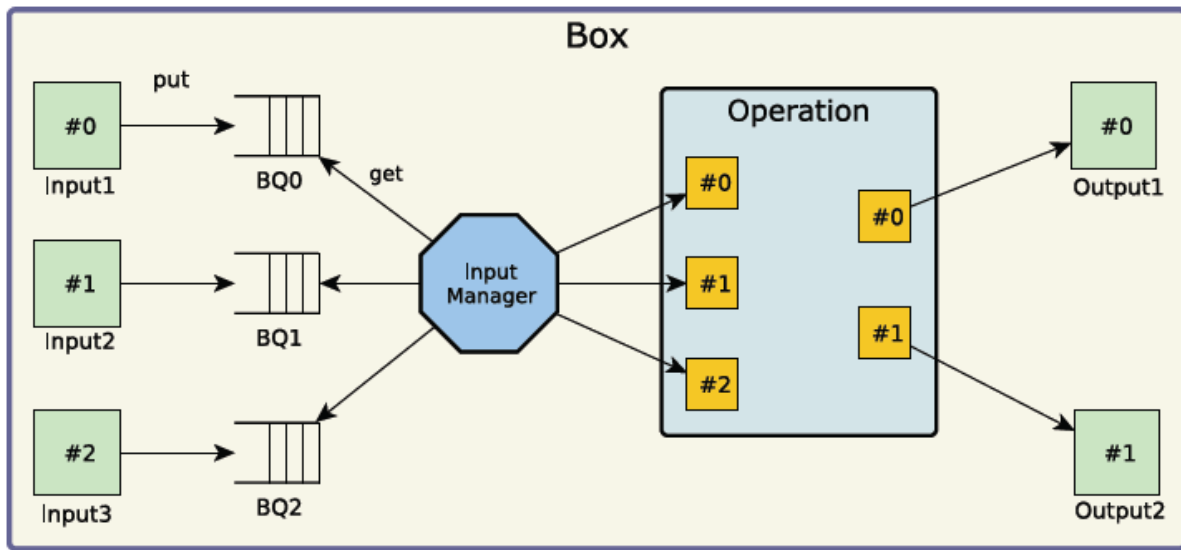 Box
put
#0
Input1
BQ0
get
#1
Input2
BQ1
#2
Input3
BQ2
Input
Manager
Operation
#0
#1
#2
#0
#1
#0
Output1
#1
Output2